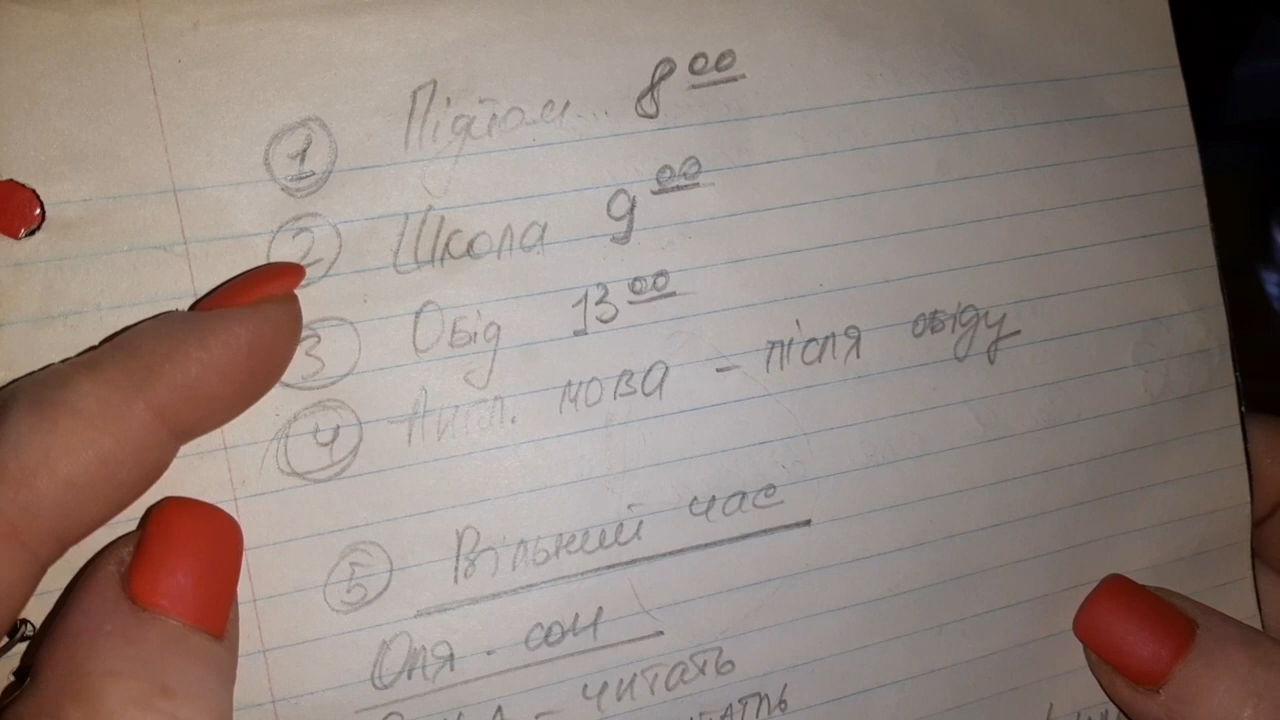 ① Підйом... 8⁰⁰
② Школа 9⁰⁰
③ Обід 13⁰⁰
④ Англ. мова - після обіду
⑤ Вільний час
Оля - сон
- читать